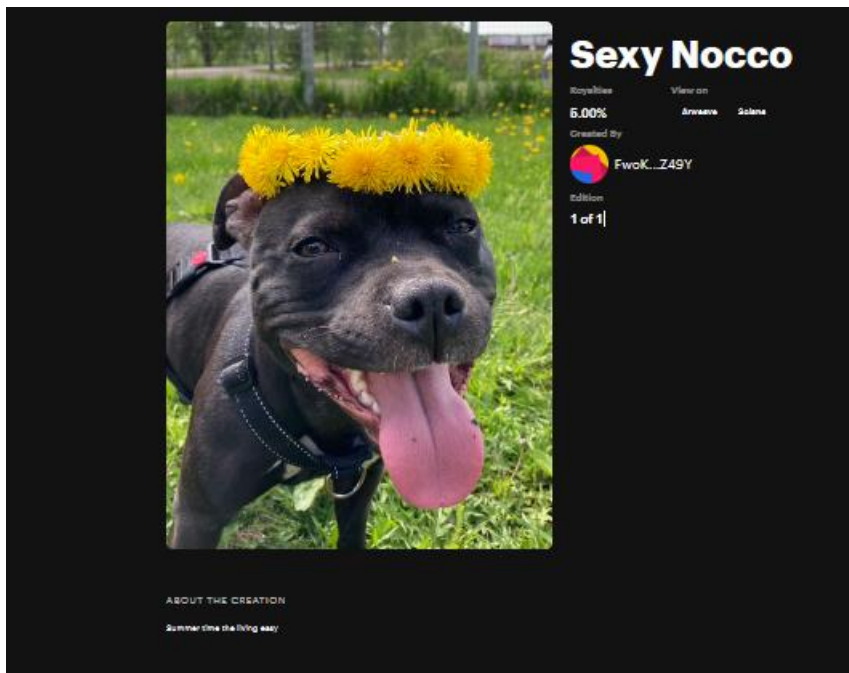 Sexy Nocco
Royalties View on
5.00% Arweave Solana
Created By
FwoK...Z49Y
Edition
1 of 1
ABOUT THE CREATION
Summer time the living easy